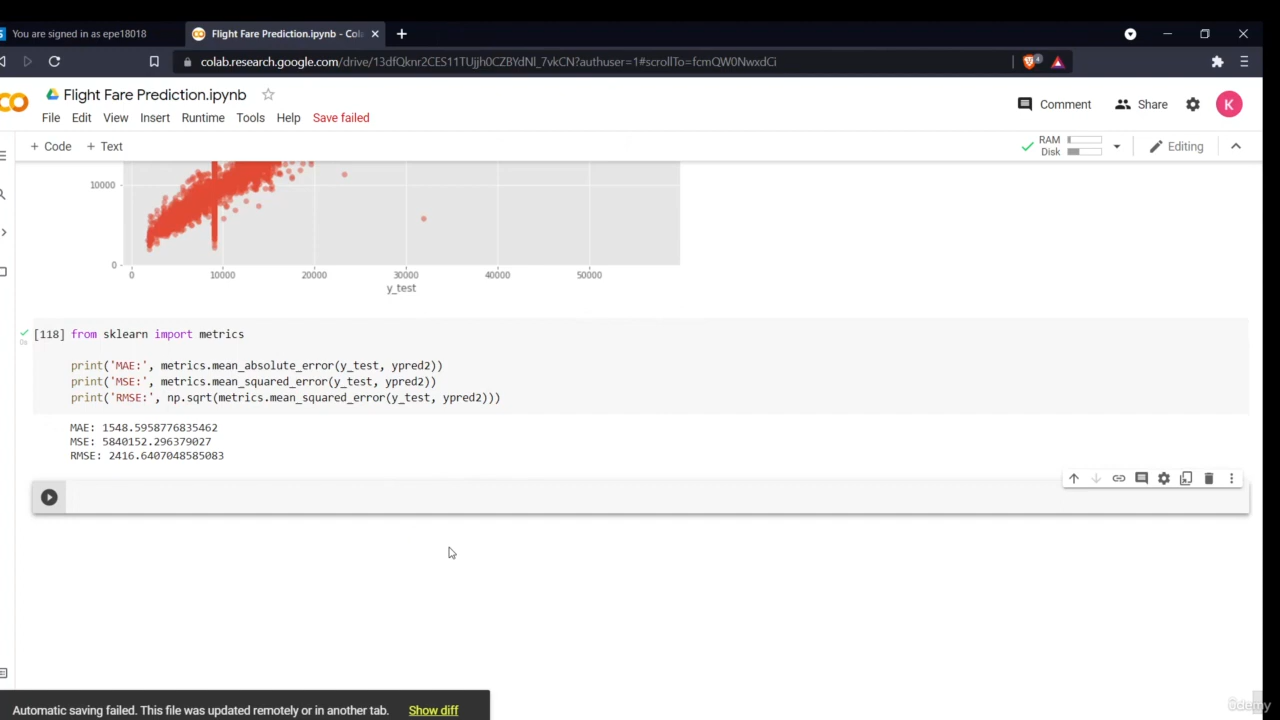 You are signed in as epe18018
Flight Fare Prediction.ipynb - Col
colab.research.google.com/drive/13dfQknr2CES11TUjjh0CZBYdNl_7vkCN?authuser=1#scrollTo=fcmQW0NwxdCi
Flight Fare Prediction.ipynb
Comment
Share
K
File Edit View Insert Runtime Tools Help Save failed
+ Code + Text
RAM
Disk
Editing
10000
0
0 10000 20000 30000 40000 50000
y_test
[118] from sklearn import metrics
0s
print('MAE:', metrics.mean_absolute_error(y_test, ypred2))
print('MSE:', metrics.mean_squared_error(y_test, ypred2))
print('RMSE:', np.sqrt(metrics.mean_squared_error(y_test, ypred2)))
MAE: 1548.5958776835462
MSE: 5840152.296379027
RMSE: 2416.6407048585083
Automatic saving failed. This file was updated remotely or in another tab. Show diff
ûdemy